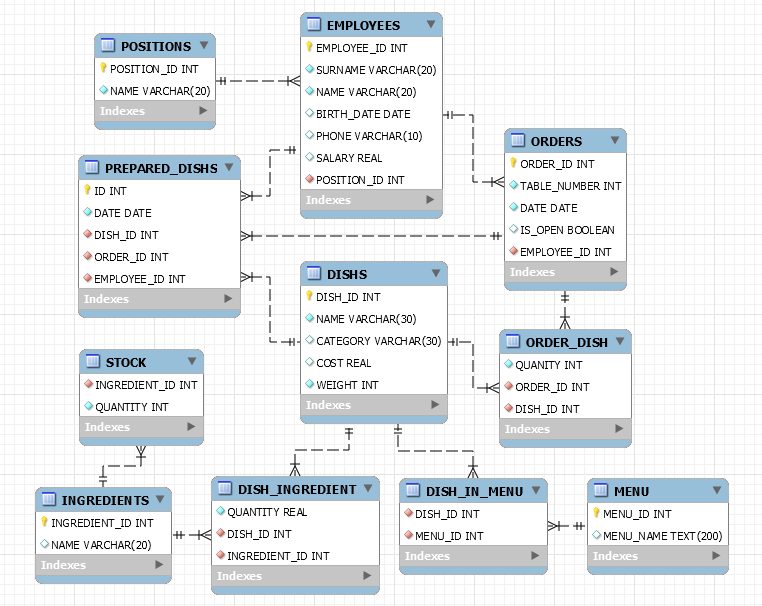 POSITIONS
POSITION_ID INT
NAME VARCHAR(20)
Indexes
EMPLOYEES
EMPLOYEE_ID INT
SURNAME VARCHAR(20)
NAME VARCHAR(20)
BIRTH_DATE DATE
PHONE VARCHAR(10)
SALARY REAL
POSITION_ID INT
Indexes
ORDERS
ORDER_ID INT
TABLE_NUMBER INT
DATE DATE
IS_OPEN BOOLEAN
EMPLOYEE_ID INT
Indexes
PREPARED_DISHS
ID INT
DATE DATE
DISH_ID INT
ORDER_ID INT
EMPLOYEE_ID INT
Indexes
DISHS
DISH_ID INT
NAME VARCHAR(30)
CATEGORY VARCHAR(30)
COST REAL
WEIGHT INT
Indexes
ORDER_DISH
QUANITY INT
ORDER_ID INT
DISH_ID INT
Indexes
STOCK
INGREDIENT_ID INT
QUANTITY INT
Indexes
INGREDIENTS
INGREDIENT_ID INT
NAME VARCHAR(20)
Indexes
DISH_INGREDIENT
QUANTITY REAL
DISH_ID INT
INGREDIENT_ID INT
Indexes
DISH_IN_MENU
DISH_ID INT
MENU_ID INT
Indexes
MENU
MENU_ID INT
MENU_NAME TEXT(200)
Indexes